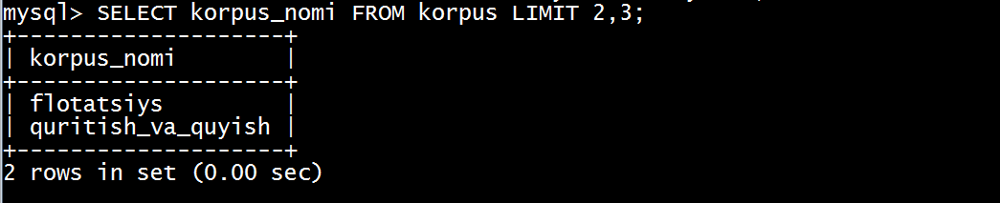 mysql> SELECT korpus_nomi FROM korpus LIMIT 2,3;
+--------------------+
| korpus_nomi        |
+--------------------+
| flotatsiys         |
| quritish_va_quyish |
+--------------------+
2 rows in set (0.00 sec)